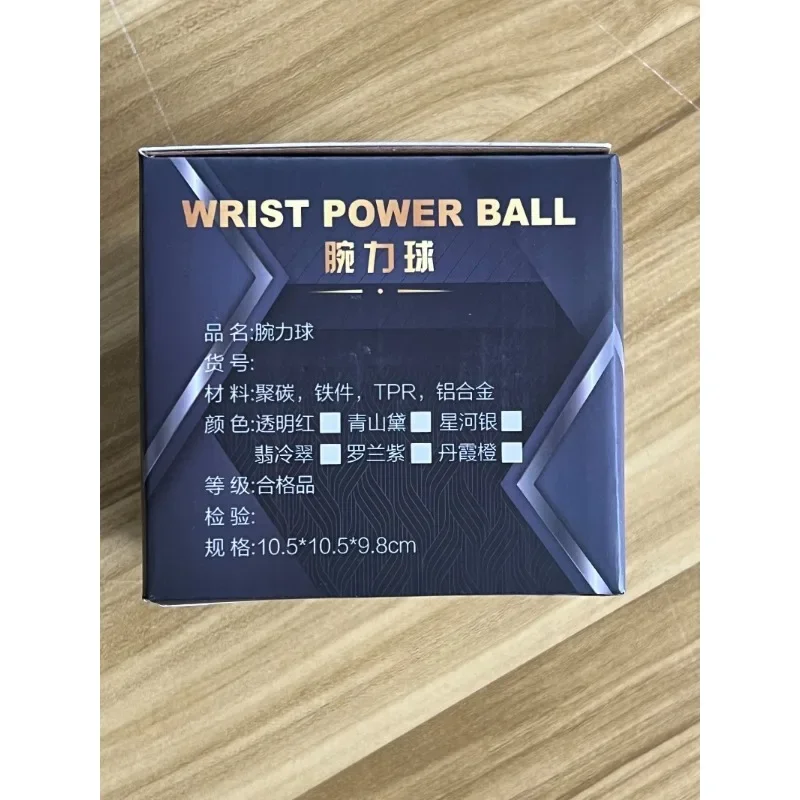 WRIST POWER BALL
腕力球
品 名:腕力球
货 号:
材 料:聚碳，铁件，TPR，铝合金
颜 色:透明红 青山黛 星河银
翡冷翠 罗兰紫 丹霞橙
等 级:合格品
检 验:
规 格:10.5*10.5*9.8cm